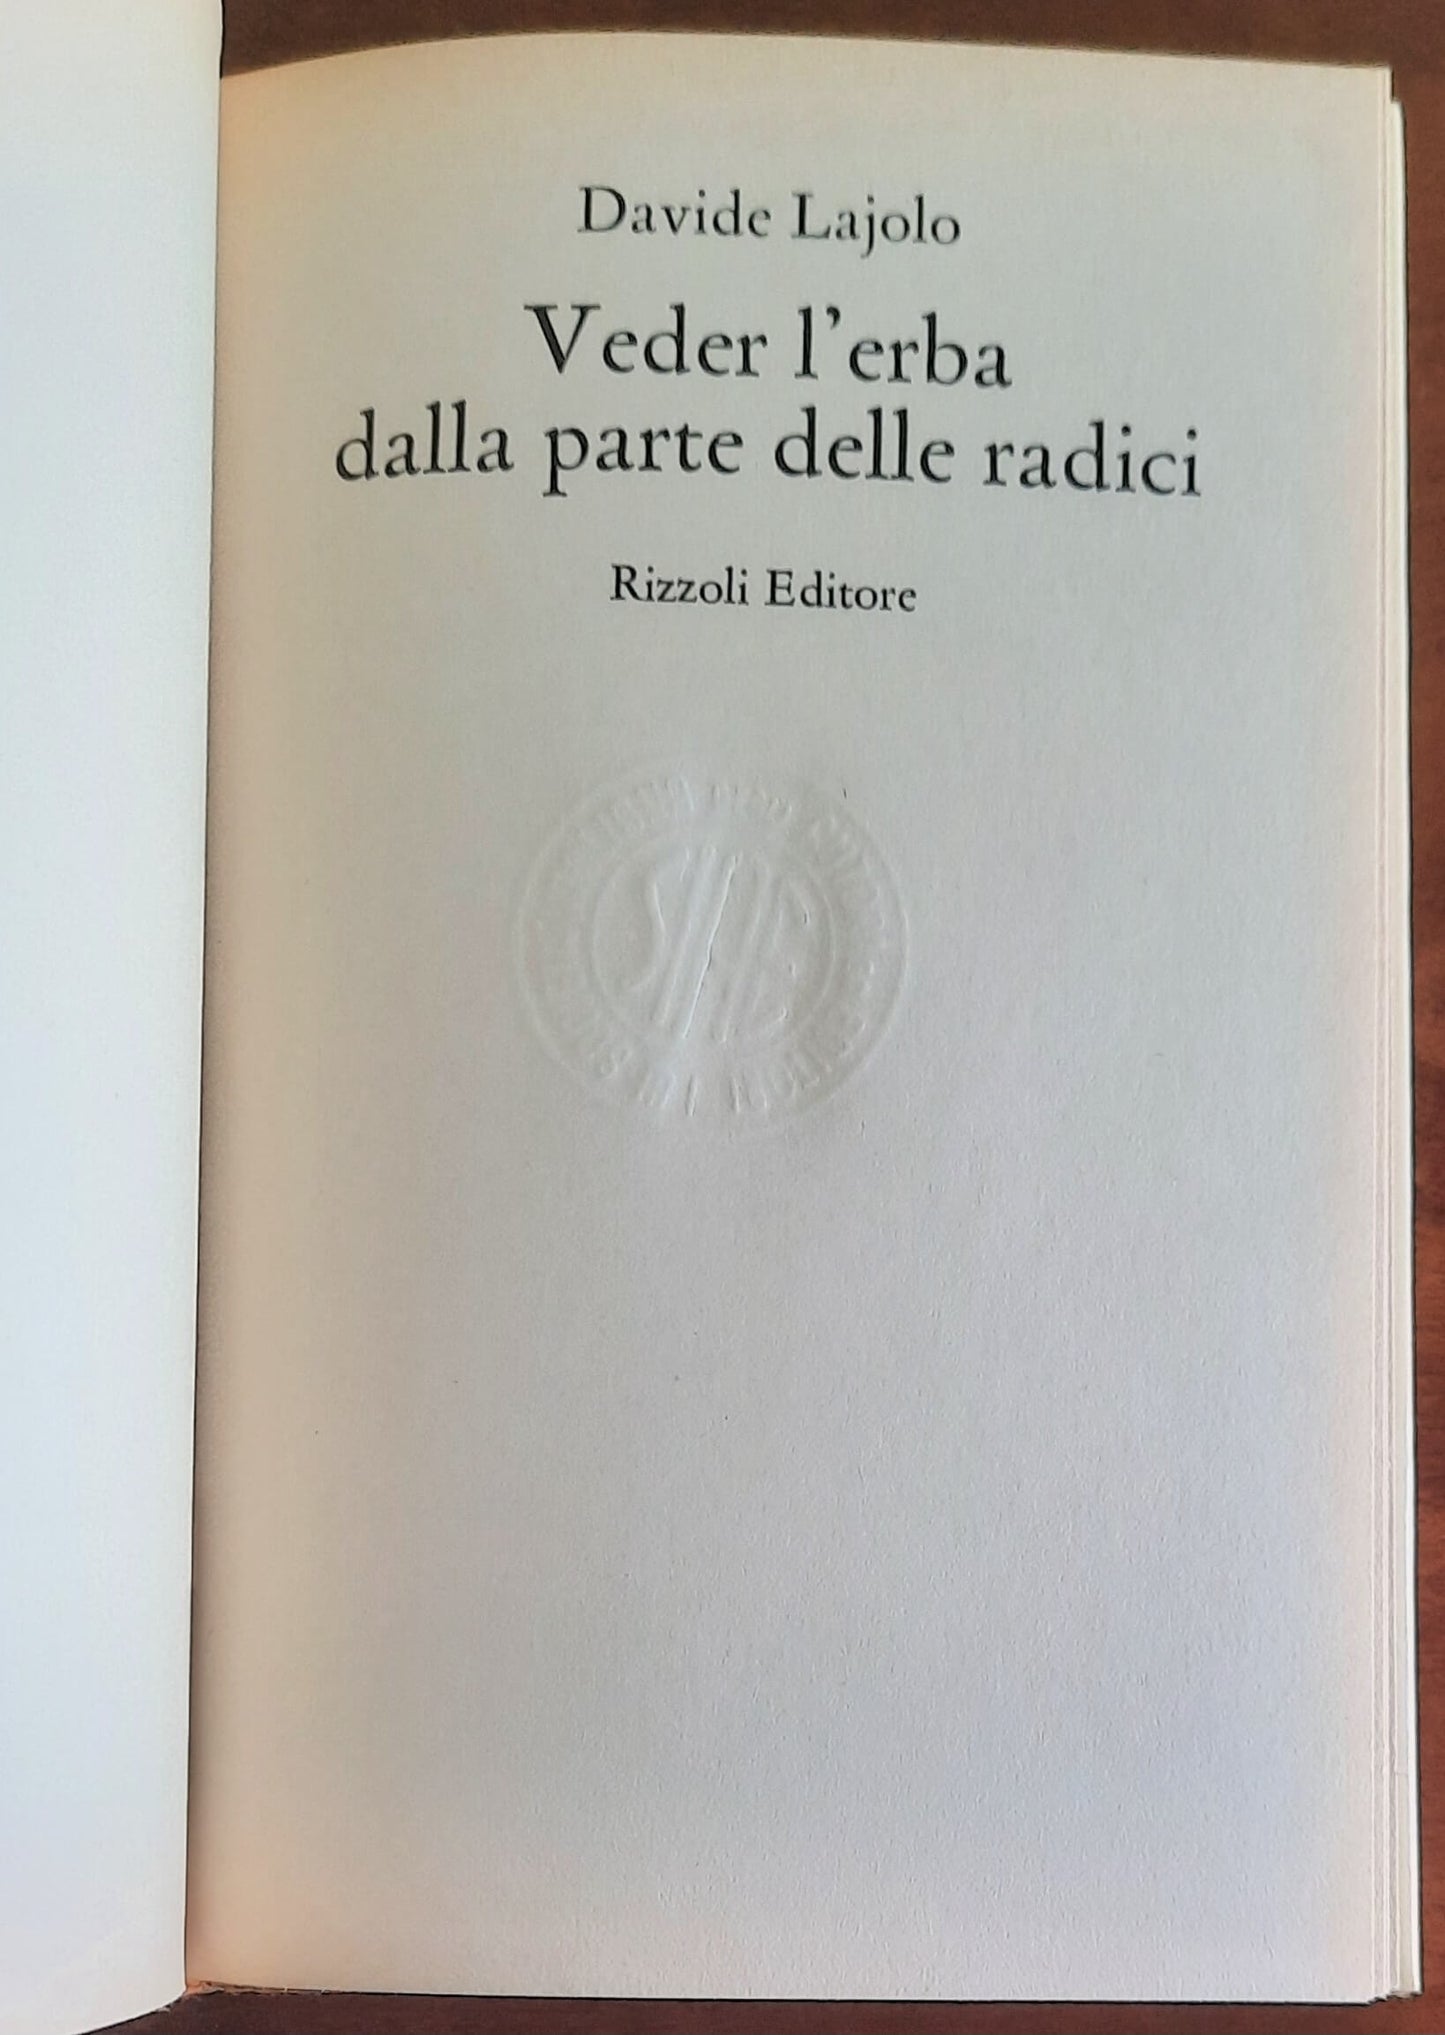 Davide Lajolo
Veder l'erba
dalla parte delle radici
Rizzoli Editore